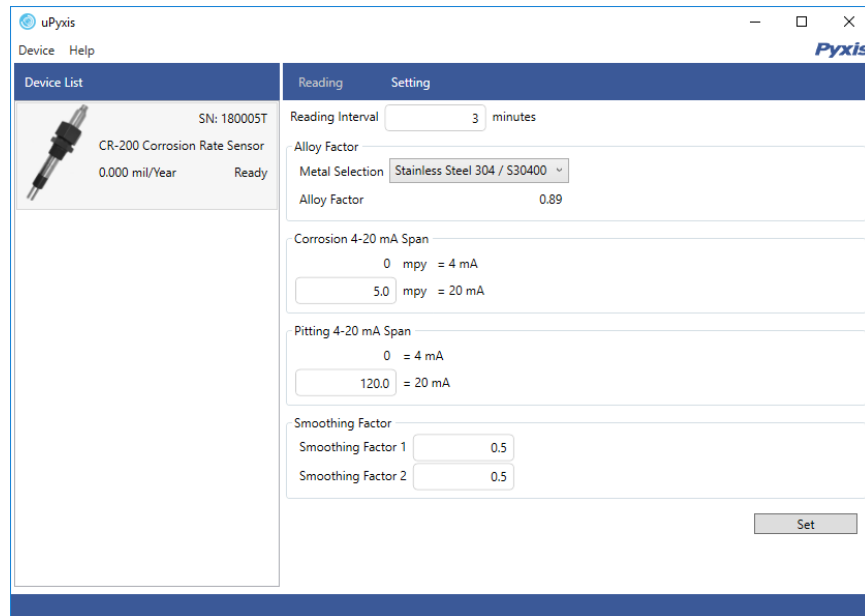 uPyxis
Device Help
Pyxis
Device List
SN: 180005T
CR-200 Corrosion Rate Sensor
0.000 mil/Year Ready
Reading Setting
Reading Interval 3 minutes
Alloy Factor
Metal Selection Stainless Steel 304 / S30400
Alloy Factor 0.89
Corrosion 4-20 mA Span
0 mpy = 4 mA
5.0 mpy = 20 mA
Pitting 4-20 mA Span
0 = 4 mA
120.0 = 20 mA
Smoothing Factor
Smoothing Factor 1 0.5
Smoothing Factor 2 0.5
Set